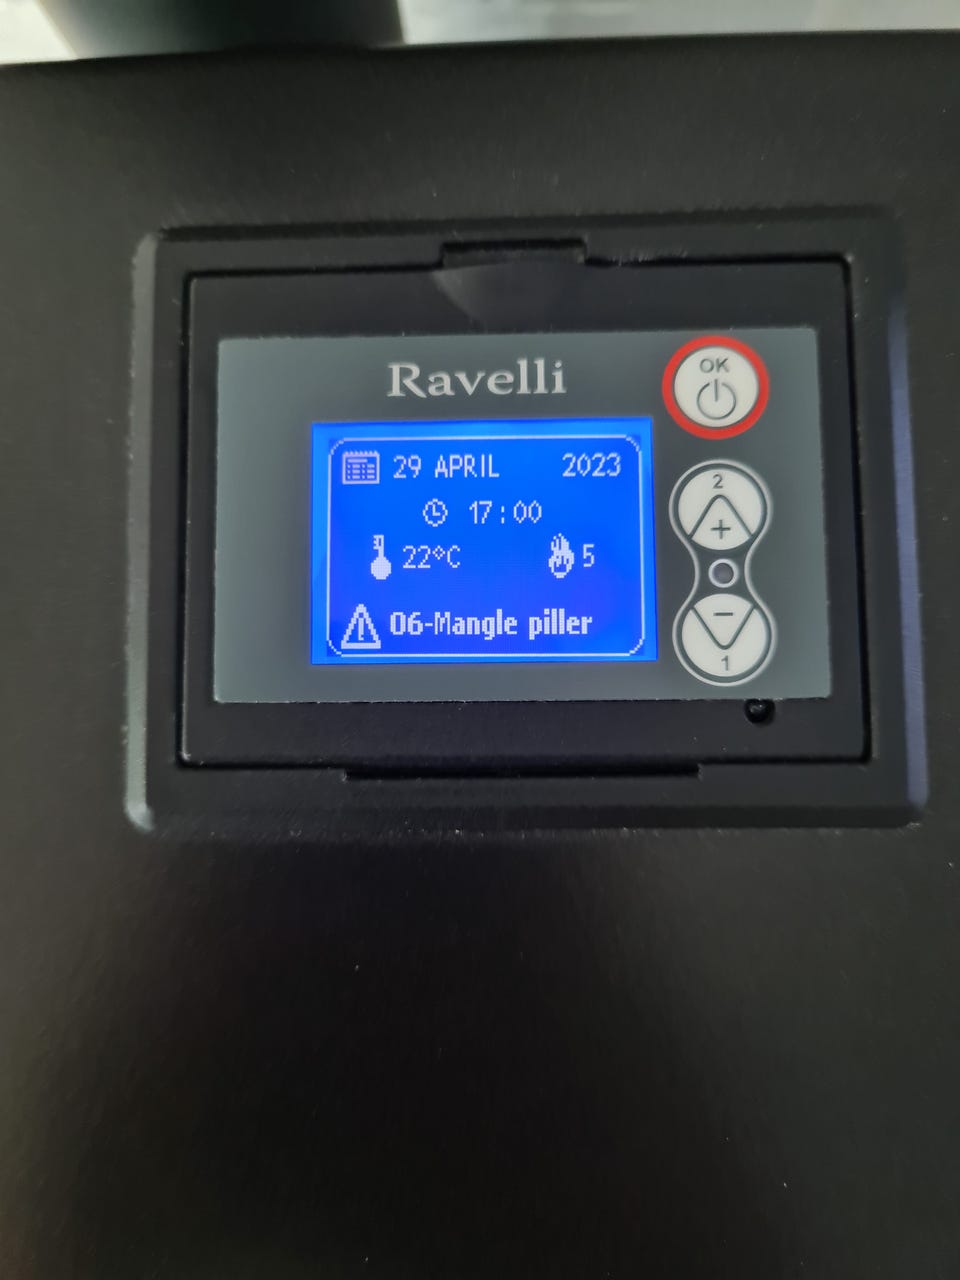 Ravelli
OK
29 APRIL 2023
17:00
22°C 5
06-Mangle piller
2
+
-
1